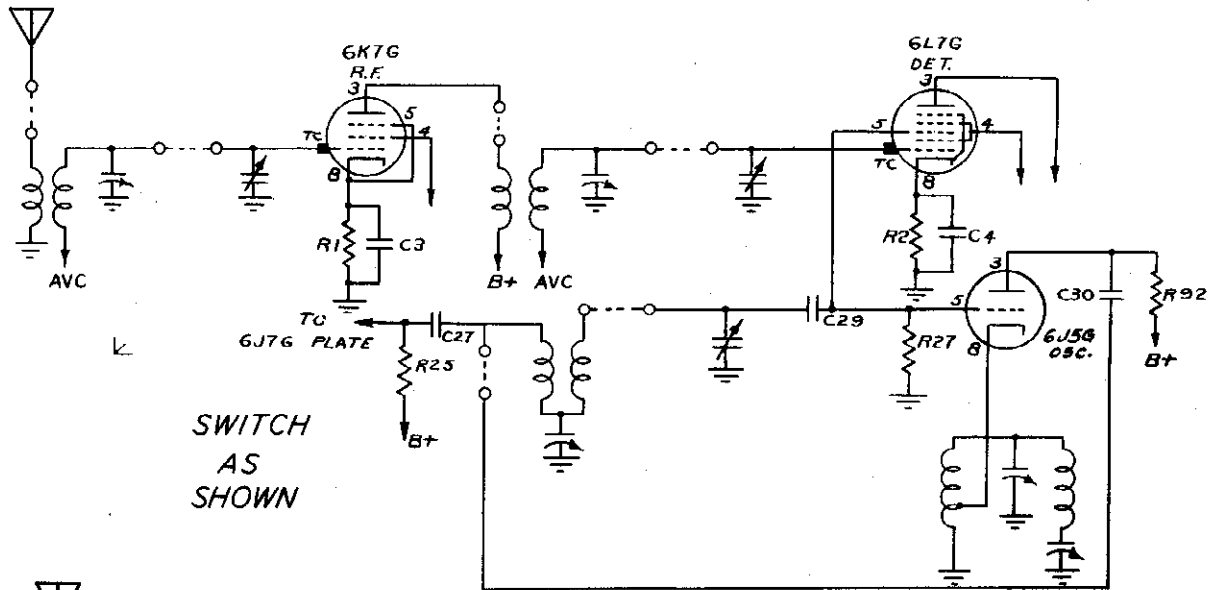 6K7G
R.F.
3
5
4
TC
8
R1
C3
AVC
B+
AVC
6L7G
DET.
3
5
4
TC
8
R2
C4
3
C30
R92
B+
5
8
6J5G
OSC.
C29
R27
TO
6J7G PLATE
C27
R25
B+
SWITCH
AS
SHOWN